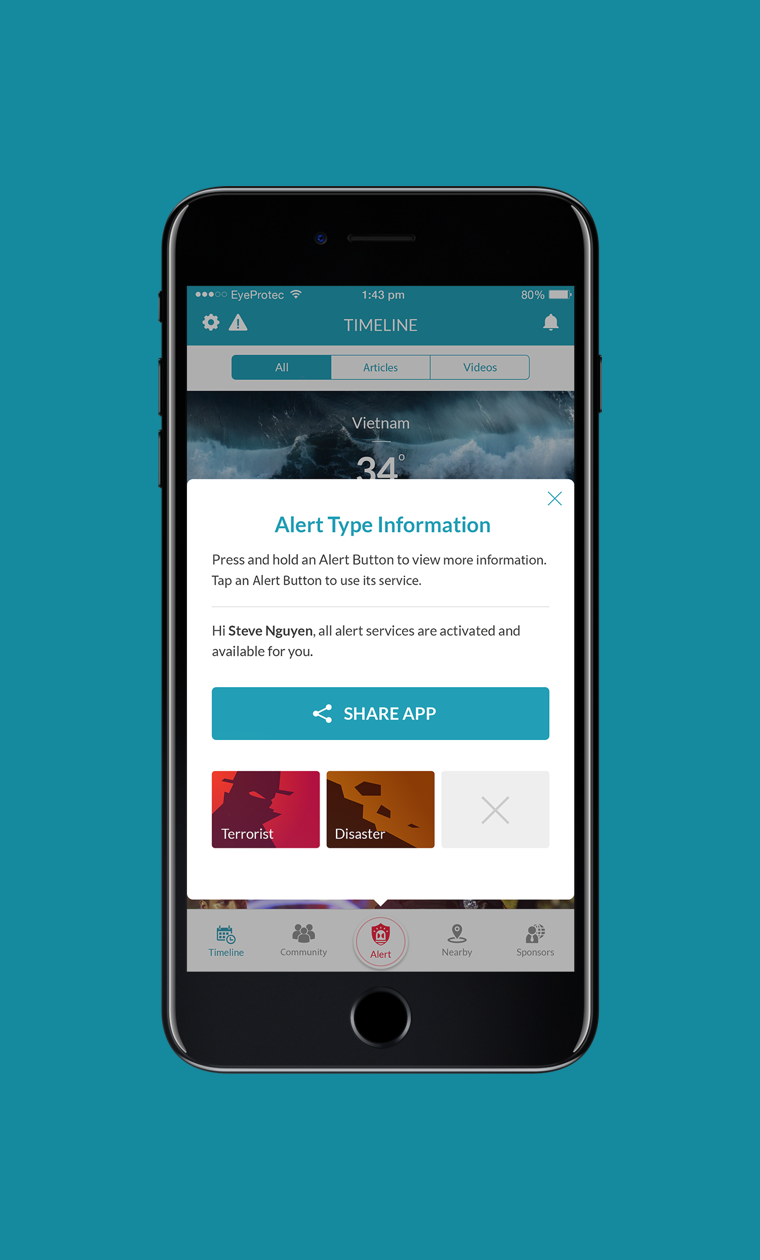 EyeProtec 1:43 pm 80%
TIMELINE
All Articles Videos
Vietnam
34°
Alert Type Information
Press and hold an Alert Button to view more information.
Tap an Alert Button to use its service.
Hi Steve Nguyen, all alert services are activated and
available for you.
SHARE APP
Terrorist Disaster
Timeline Community Alert Nearby Sponsors